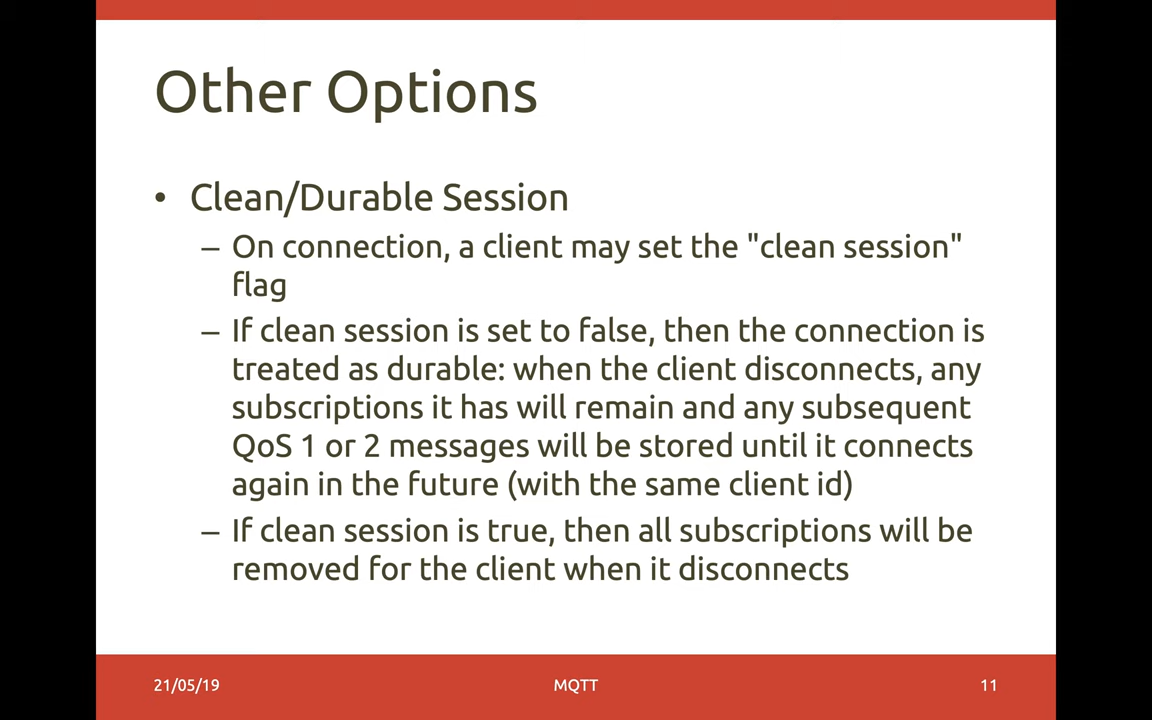 Other Options
• Clean/Durable Session
– On connection, a client may set the "clean session"
flag
– If clean session is set to false, then the connection is
treated as durable: when the client disconnects, any
subscriptions it has will remain and any subsequent
QoS 1 or 2 messages will be stored until it connects
again in the future (with the same client id)
– If clean session is true, then all subscriptions will be
removed for the client when it disconnects
21/05/19 MQTT 11